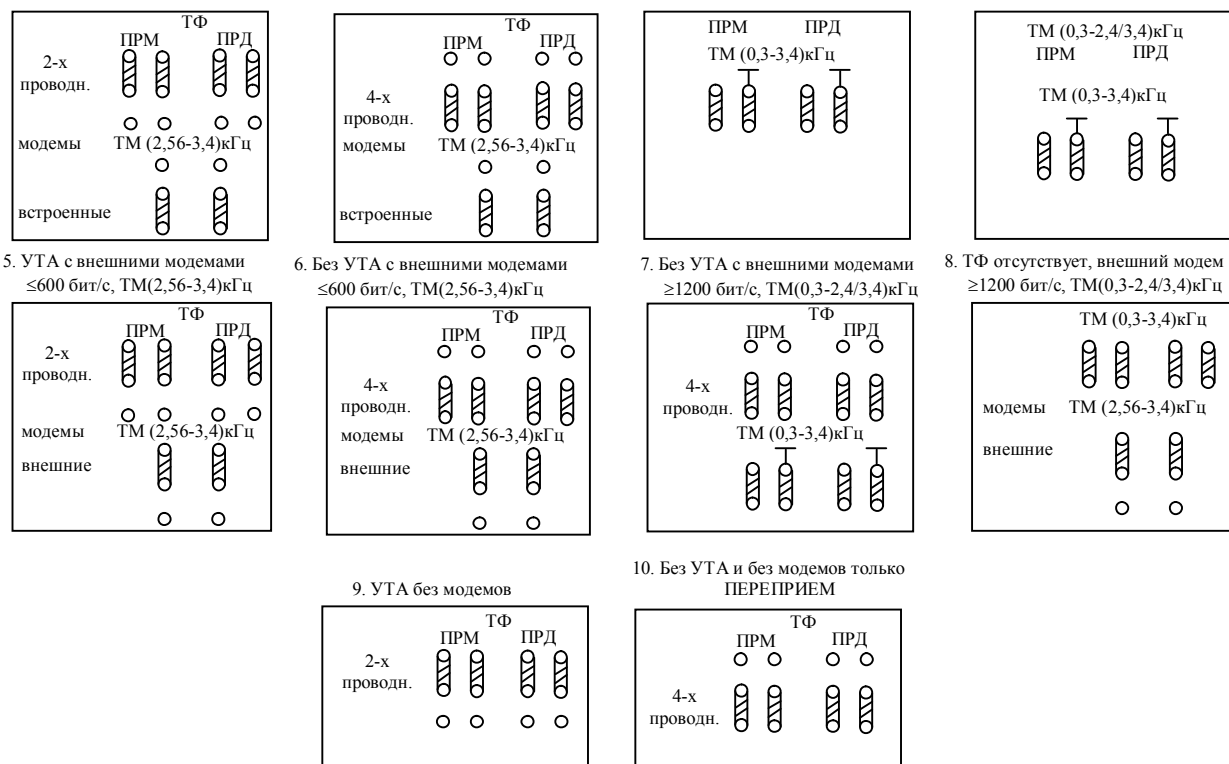 ТФ
ПРМ ПРД
2-х
проводн.
модемы ТМ (2,56-3,4)кГц
встроенные
ТФ
ПРМ ПРД
4-х
проводн.
модемы ТМ (2,56-3,4)кГц
встроенные
ПРМ ПРД
ТМ (0,3-3,4)кГц
ТМ (0,3-2,4/3,4)кГц
ПРМ ПРД
ТМ (0,3-3,4)кГц
5. УТА с внешними модемами
≤600 бит/с, ТМ(2,56-3,4)кГц
ТФ
ПРМ ПРД
2-х
проводн.
модемы ТМ (2,56-3,4)кГц
внешние
6. Без УТА с внешними модемами
≤600 бит/с, ТМ(2,56-3,4)кГц
ТФ
ПРМ ПРД
4-х
проводн.
модемы ТМ (2,56-3,4)кГц
внешние
7. Без УТА с внешними модемами
≥1200 бит/с, ТМ(0,3-2,4/3,4)кГц
ТФ
ПРМ ПРД
4-х
проводн.
ТМ (0,3-3,4)кГц
8. ТФ отсутствует, внешний модем
≥1200 бит/с, ТМ(0,3-2,4/3,4)кГц
ТМ (0,3-3,4)кГц
модемы ТМ (2,56-3,4)кГц
внешние
9. УТА без модемов
ТФ
ПРМ ПРД
2-х
проводн.
10. Без УТА и без модемов только
ПЕРЕПРИЕМ
ТФ
ПРМ ПРД
4-х
проводн.